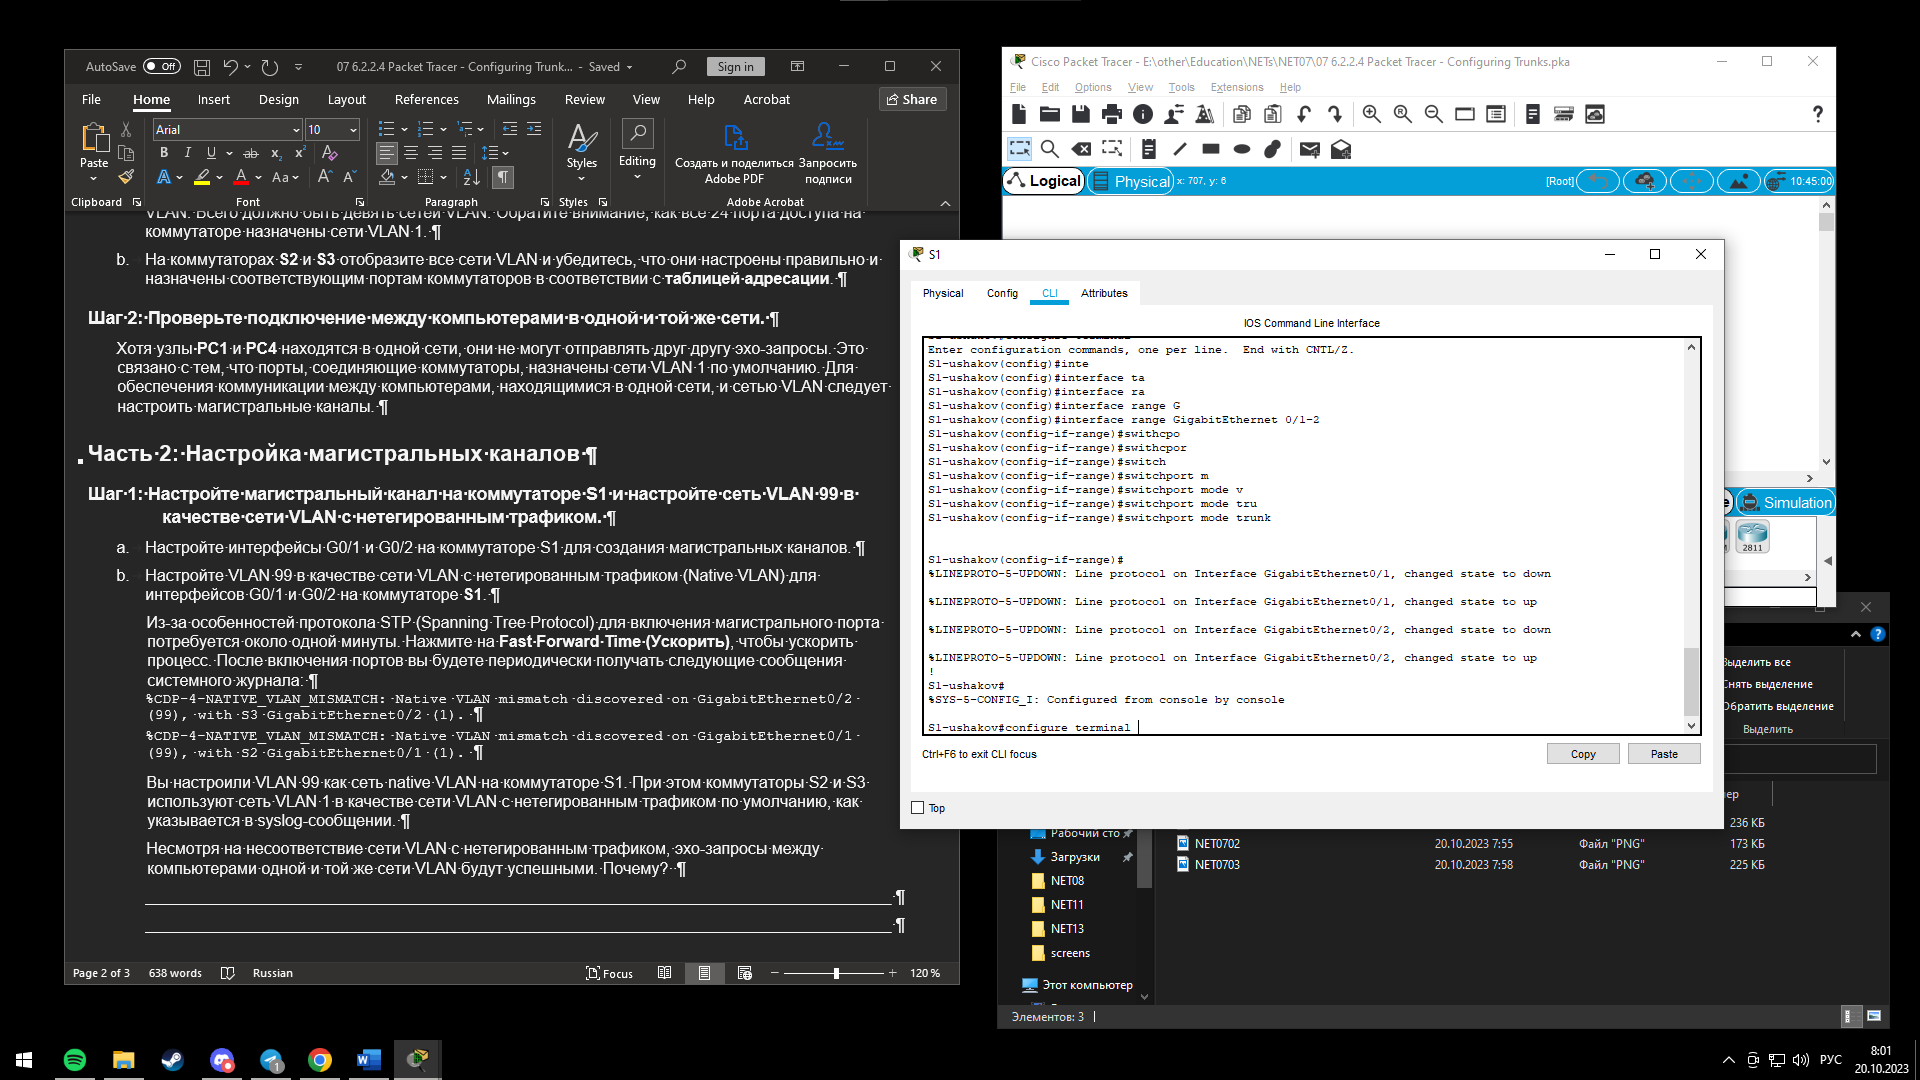 AutoSave Off 07 6.2.2.4 Packet Tracer - Configuring Trunk... - Saved Sign in
File Home Insert Design Layout References Mailings Review View Help Acrobat Share
Arial 10
Paste Styles Editing Создать и поделиться Запросить
Adobe PDF подписи
Clipboard Font Paragraph Styles Adobe Acrobat
VLAN. Всего должно быть девять сетей VLAN. Обратите внимание, как все 24 порта доступа на
коммутаторе назначены сети VLAN 1. ¶
b. На коммутаторах S2 и S3 отобразите все сети VLAN и убедитесь, что они настроены правильно и
назначены соответствующим портам коммутаторов в соответствии с таблицей адресации. ¶
Шаг 2: Проверьте подключение между компьютерами в одной и той же сети. ¶
Хотя узлы PC1 и PC4 находятся в одной сети, они не могут отправлять друг другу эхо-запросы. Это
связано с тем, что порты, соединяющие коммутаторы, назначены сети VLAN 1 по умолчанию. Для
обеспечения коммуникации между компьютерами, находящимися в одной сети, и сетью VLAN следует
настроить магистральные каналы. ¶
Часть 2: Настройка магистральных каналов ¶
Шаг 1: Настройте магистральный канал на коммутаторе S1 и настройте сеть VLAN 99 в
качестве сети VLAN с нетегированным трафиком. ¶
a. Настройте интерфейсы G0/1 и G0/2 на коммутаторе S1 для создания магистральных каналов. ¶
b. Настройте VLAN 99 в качестве сети VLAN с нетегированным трафиком (Native VLAN) для
интерфейсов G0/1 и G0/2 на коммутаторе S1. ¶
Из-за особенностей протокола STP (Spanning Tree Protocol) для включения магистрального порта
потребуется около одной минуты. Нажмите на Fast Forward Time (Ускорить), чтобы ускорить
процесс. После включения портов вы будете периодически получать следующие сообщения
системного журнала: ¶
%CDP-4-NATIVE_VLAN_MISMATCH: Native VLAN mismatch discovered on GigabitEthernet0/2
(99), with S3 GigabitEthernet0/2 (1). ¶
%CDP-4-NATIVE_VLAN_MISMATCH: Native VLAN mismatch discovered on GigabitEthernet0/1
(99), with S2 GigabitEthernet0/1 (1). ¶
Вы настроили VLAN 99 как сеть native VLAN на коммутаторе S1. При этом коммутаторы S2 и S3
используют сеть VLAN 1 в качестве сети VLAN с нетегированным трафиком по умолчанию, как
указывается в syslog-сообщении. ¶
Несмотря на несоответствие сети VLAN с нетегированным трафиком, эхо-запросы между
компьютерами одной и той же сети VLAN будут успешными. Почему? ¶
¶
¶
Page 2 of 3 638 words Russian Focus 120 %
Cisco Packet Tracer - E:\other\Education\NETs\NET07\07 6.2.2.4 Packet Tracer - Configuring Trunks.pka
File Edit Options View Tools Extensions Help
Logical Physical x: 707, y: 6 [Root] 10:45:00
Simulation
2811
S1
Physical Config CLI Attributes
IOS Command Line Interface
Enter configuration commands, one per line. End with CNTL/Z.
S1-ushakov(config)#inte
S1-ushakov(config)#interface ta
S1-ushakov(config)#interface ra
S1-ushakov(config)#interface range G
S1-ushakov(config)#interface range GigabitEthernet 0/1-2
S1-ushakov(config-if-range)#swithcpo
S1-ushakov(config-if-range)#swithcpor
S1-ushakov(config-if-range)#switch
S1-ushakov(config-if-range)#switchport m
S1-ushakov(config-if-range)#switchport mode v
S1-ushakov(config-if-range)#switchport mode tru
S1-ushakov(config-if-range)#switchport mode trunk
S1-ushakov(config-if-range)#
%LINEPROTO-5-UPDOWN: Line protocol on Interface GigabitEthernet0/1, changed state to down
%LINEPROTO-5-UPDOWN: Line protocol on Interface GigabitEthernet0/1, changed state to up
%LINEPROTO-5-UPDOWN: Line protocol on Interface GigabitEthernet0/2, changed state to down
%LINEPROTO-5-UPDOWN: Line protocol on Interface GigabitEthernet0/2, changed state to up
!
S1-ushakov#
%SYS-5-CONFIG_I: Configured from console by console
S1-ushakov#configure terminal
Ctrl+F6 to exit CLI focus Copy Paste
Top
Выделить все
Снять выделение
Обратить выделение
Выделить
236 КБ
Рабочий сто
NET0702 20.10.2023 7:55 Файл "PNG" 173 КБ
Загрузки
NET0703 20.10.2023 7:58 Файл "PNG" 225 КБ
NET08
NET11
NET13
screens
Этот компьютер
Элементов: 3
1
РУС
8:01
20.10.2023